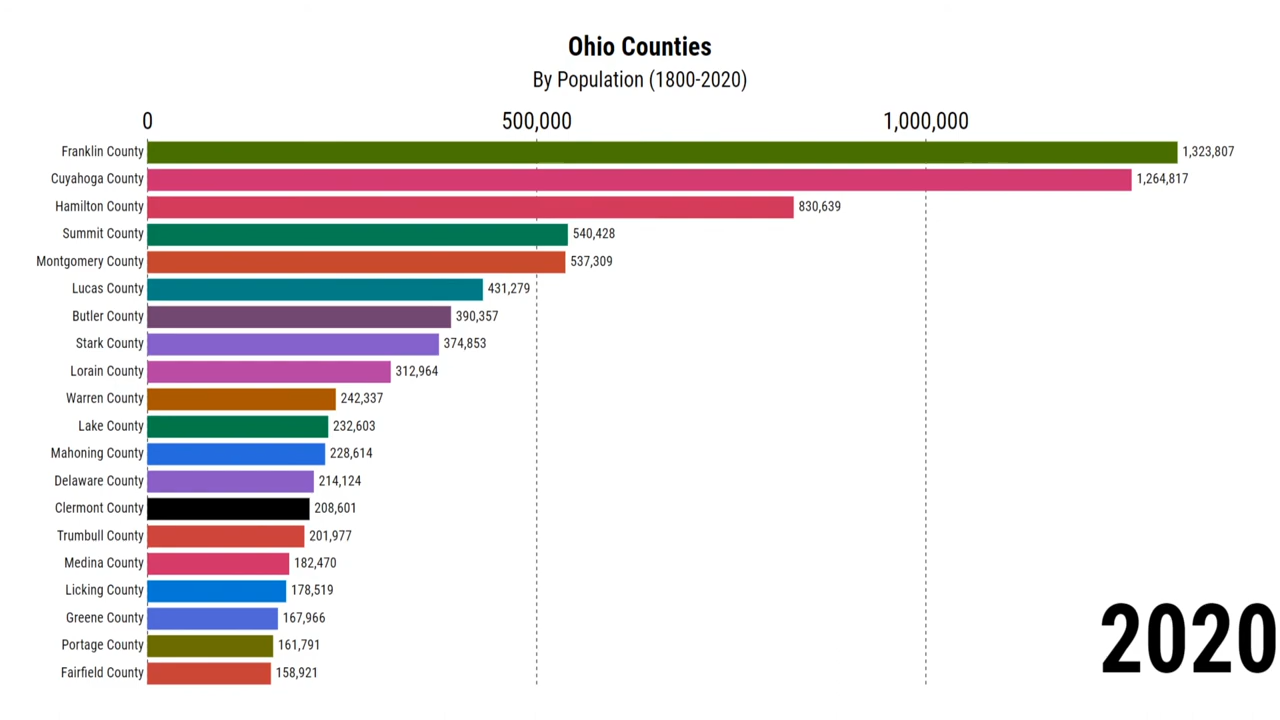 Ohio Counties
By Population (1800-2020)
0 500,000 1,000,000
Franklin County 1,323,807
Cuyahoga County 1,264,817
Hamilton County 830,639
Summit County 540,428
Montgomery County 537,309
Lucas County 431,279
Butler County 390,357
Stark County 374,853
Lorain County 312,964
Warren County 242,337
Lake County 232,603
Mahoning County 228,614
Delaware County 214,124
Clermont County 208,601
Trumbull County 201,977
Medina County 182,470
Licking County 178,519
Greene County 167,966
Portage County 161,791
Fairfield County 158,921
2020